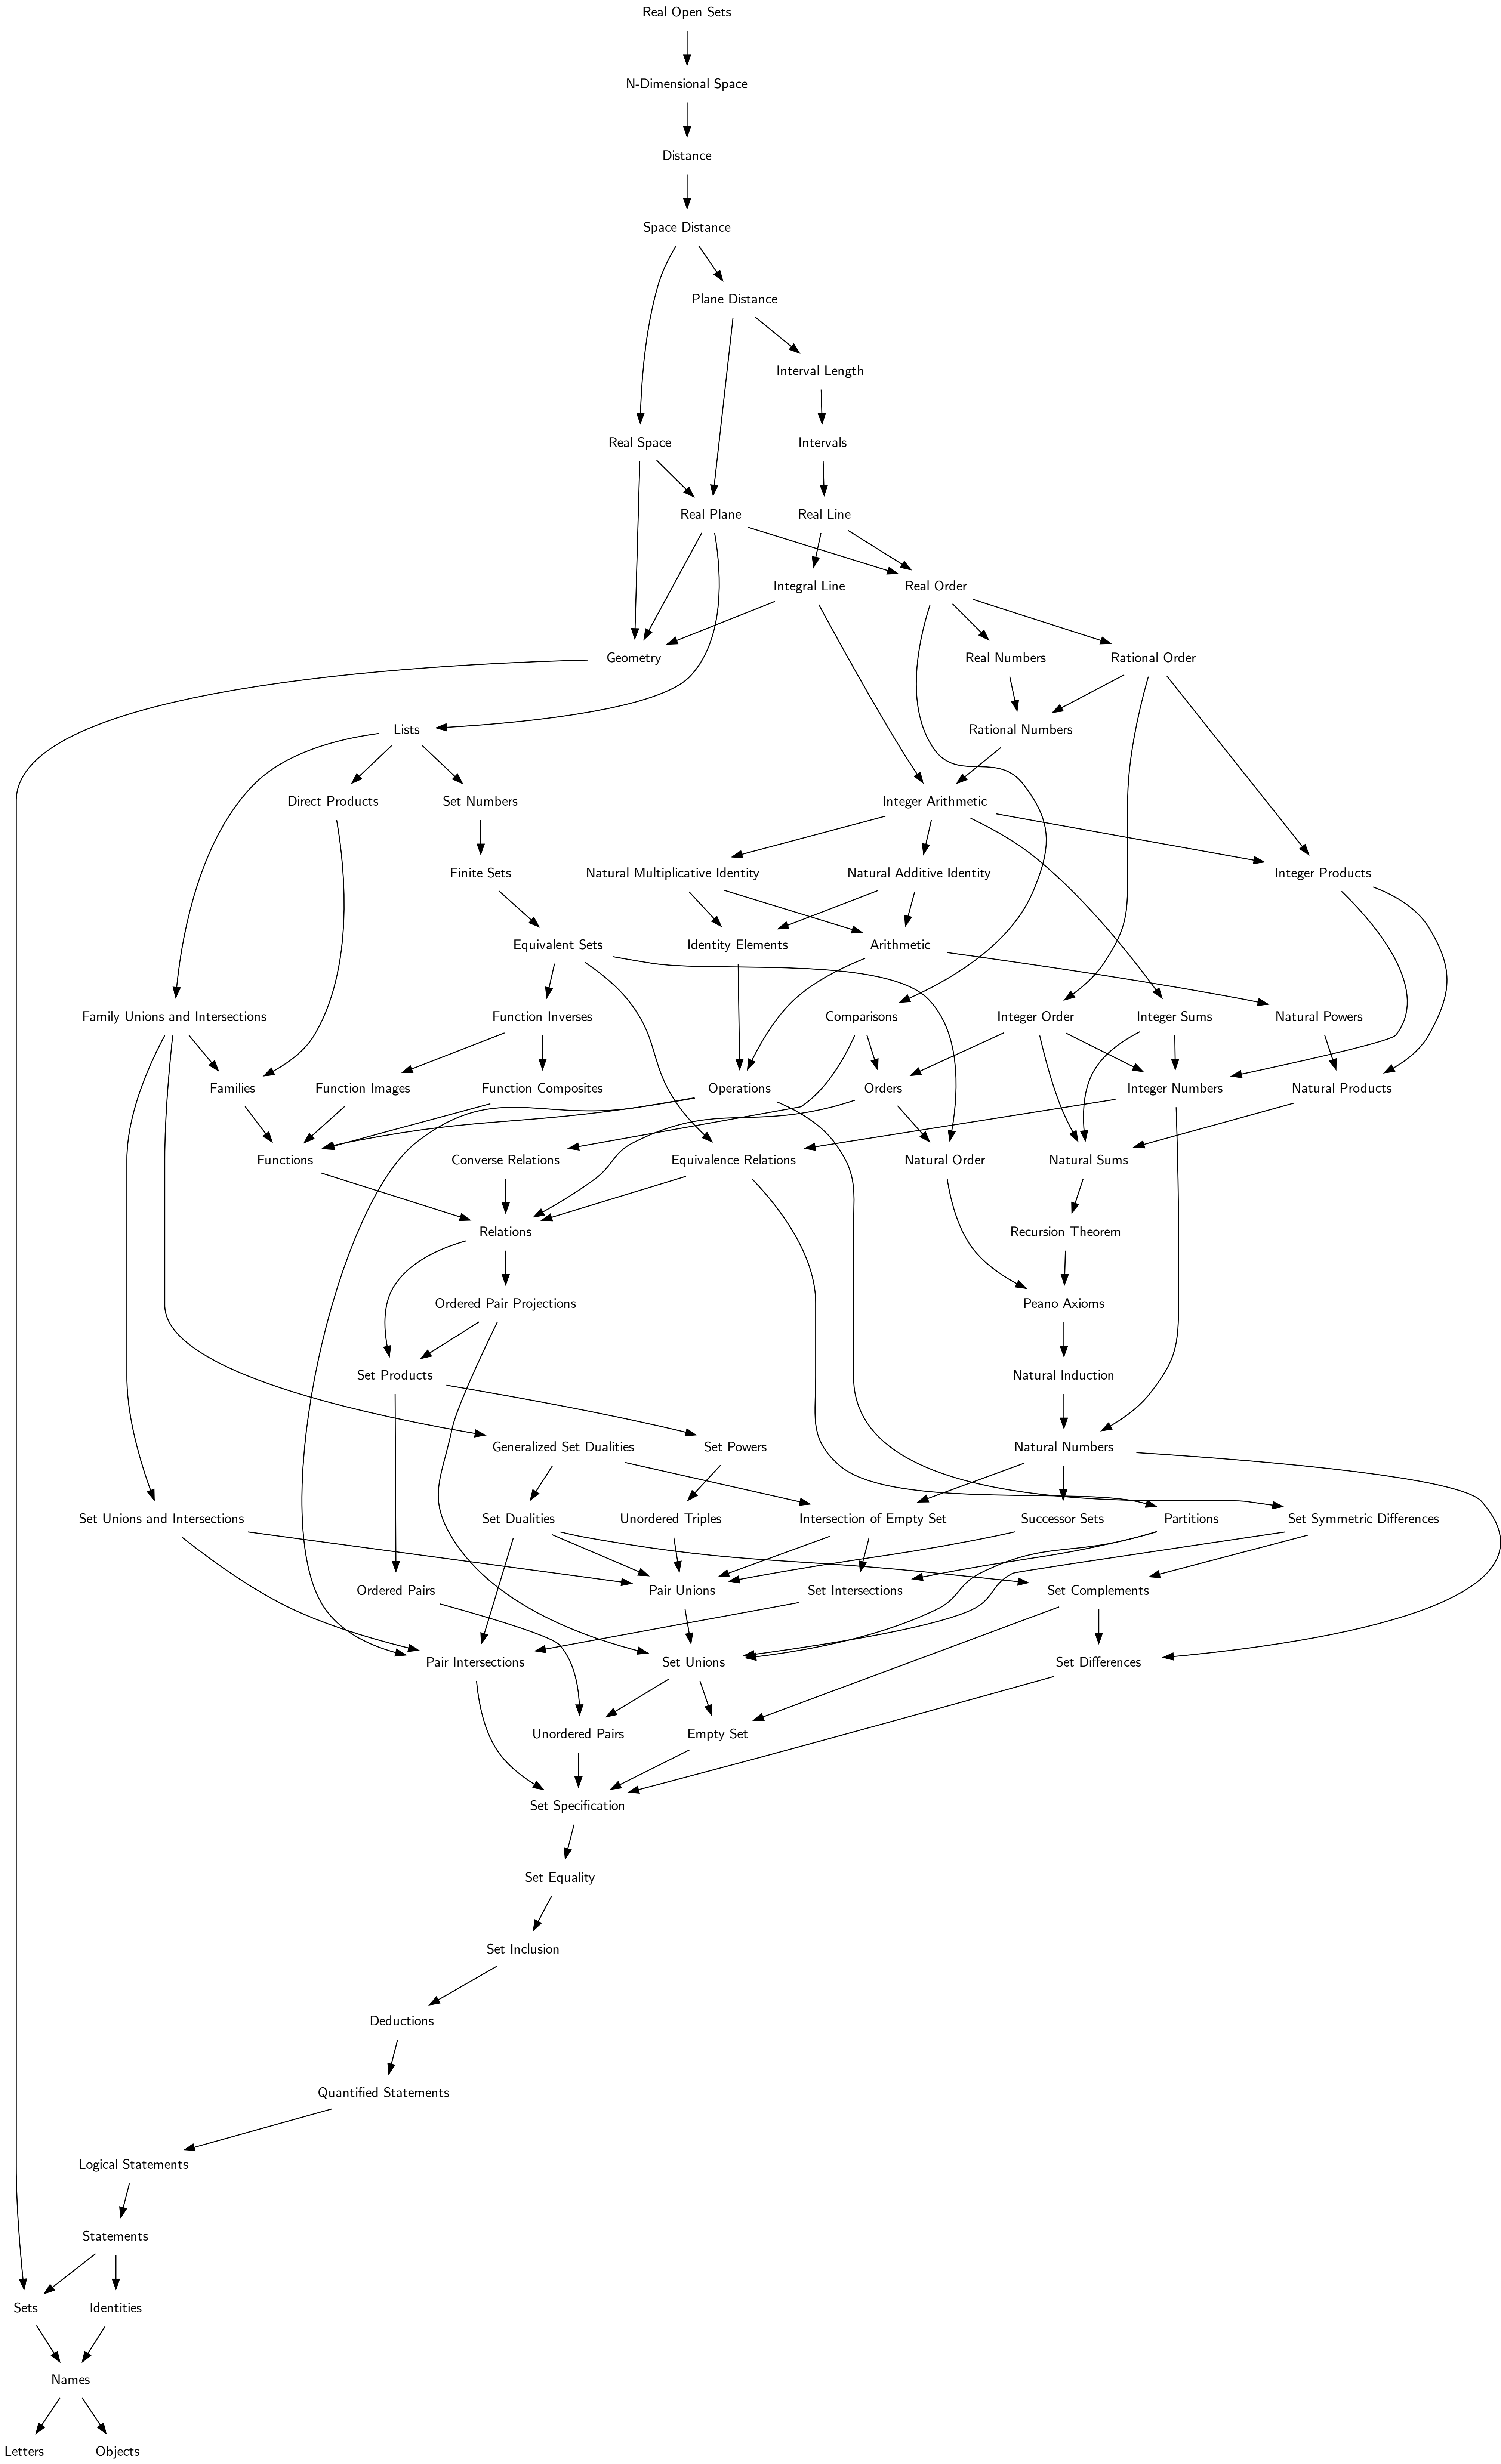 Real Open Sets
N-Dimensional Space
Distance
Space Distance
Plane Distance
Interval Length
Real Space
Intervals
Real Plane
Real Line
Integral Line
Real Order
Geometry
Real Numbers
Rational Order
Lists
Rational Numbers
Direct Products
Set Numbers
Integer Arithmetic
Finite Sets
Natural Multiplicative Identity
Natural Additive Identity
Integer Products
Equivalent Sets
Identity Elements
Arithmetic
Family Unions and Intersections
Function Inverses
Comparisons
Integer Order
Integer Sums
Natural Powers
Families
Function Images
Function Composites
Operations
Orders
Integer Numbers
Natural Products
Functions
Converse Relations
Equivalence Relations
Natural Order
Natural Sums
Relations
Recursion Theorem
Ordered Pair Projections
Peano Axioms
Set Products
Natural Induction
Generalized Set Dualities
Set Powers
Natural Numbers
Set Unions and Intersections
Set Dualities
Unordered Triples
Intersection of Empty Set
Successor Sets
Partitions
Set Symmetric Differences
Ordered Pairs
Pair Unions
Set Intersections
Set Complements
Pair Intersections
Set Unions
Set Differences
Unordered Pairs
Empty Set
Set Specification
Set Equality
Set Inclusion
Deductions
Quantified Statements
Logical Statements
Statements
Sets
Identities
Names
Letters
Objects